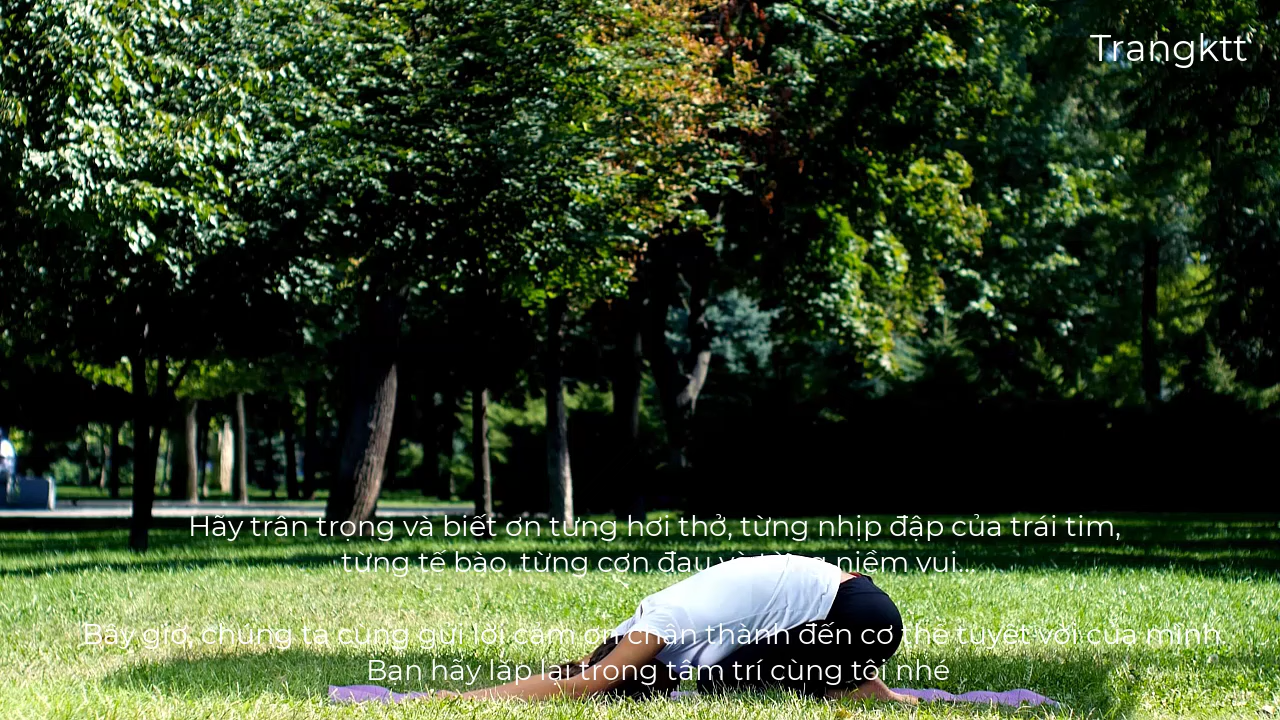 Trangktt'
Hãy trân trọng và biết ơn từng hơi thở, từng nhịp đập của trái tim,
từng tế bào, từng cơn đau và từng niềm vui...
Bây giờ, chúng ta cùng gửi lời cảm ơn chân thành đến cơ thể tuyệt vời của mình.
Bạn hãy lặp lại trong tâm trí cùng tôi nhé